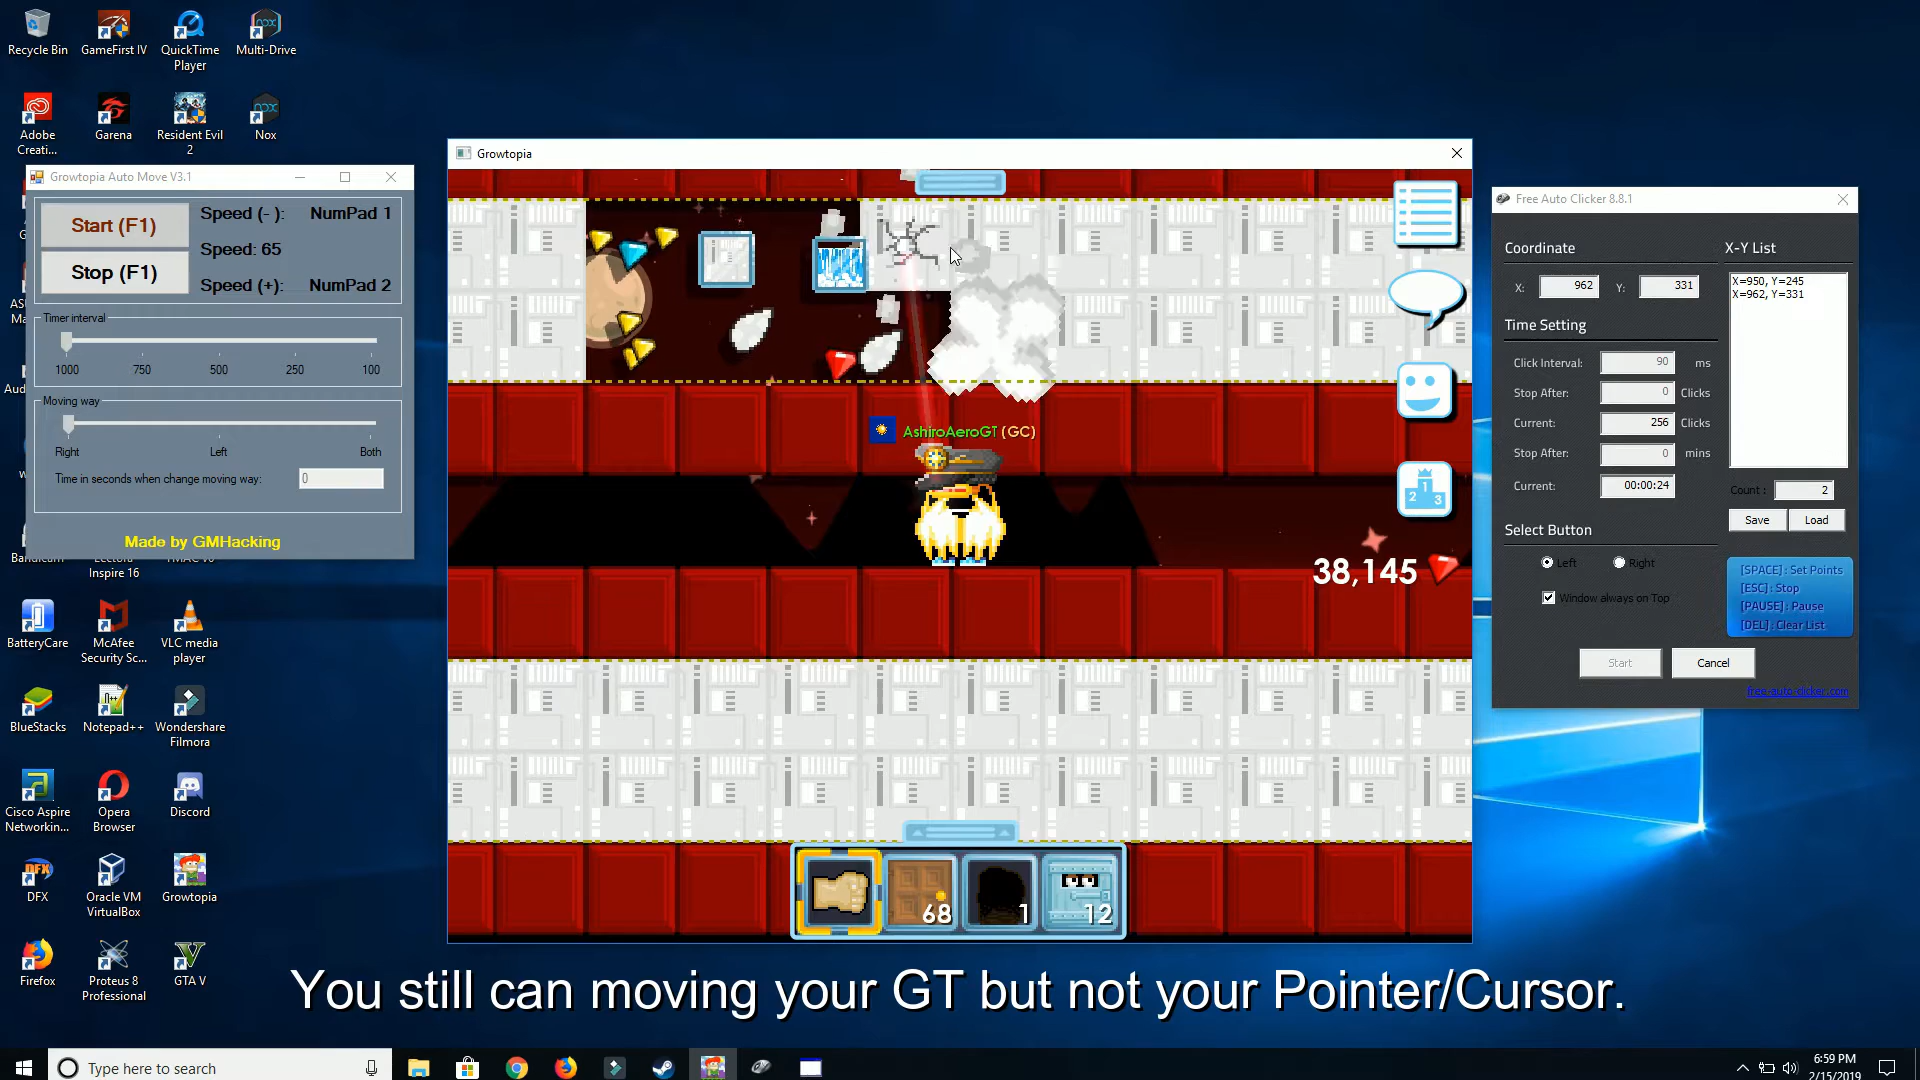 Recycle Bin
GameFirst IV
QuickTime
Player
Multi-Drive
Adobe
Creati...
Garena
Resident Evil
2
Nox
Growtopia Auto Move V3.1
Start (F1)
Stop (F1)
Speed (- ): NumPad 1
Speed: 65
Speed (+): NumPad 2
Timer interval
1000 750 500 250 100
Moving way
Right Left Both
Time in seconds when change moving way: 0
Made by GMHacking
Inspire 16
BatteryCare
McAfee
Security Sc...
VLC media
player
BlueStacks
Notepad++
Wondershare
Filmora
Cisco Aspire
Networkin...
Opera
Browser
Discord
DFX
Oracle VM
VirtualBox
Growtopia
Firefox
Proteus 8
Professional
GTA V
Growtopia
AshiroAeroGT (GC)
38,145
68
1
12
Free Auto Clicker 8.8.1
Coordinate
X: 962 Y: 331
Time Setting
Click Interval: 90 ms
Stop After: 0 Clicks
Current: 256 Clicks
Stop After: 0 mins
Current: 00:00:24
Select Button
Left Right
Window always on Top
X-Y List
X=950, Y=245
X=962, Y=331
Count : 2
Save Load
[SPACE] : Set Points
[ESC] : Stop
[PAUSE] : Pause
[DEL] : Clear List
Start Cancel
free-auto-clicker.com
You still can moving your GT but not your Pointer/Cursor.
Type here to search
6:59 PM
2/15/2019